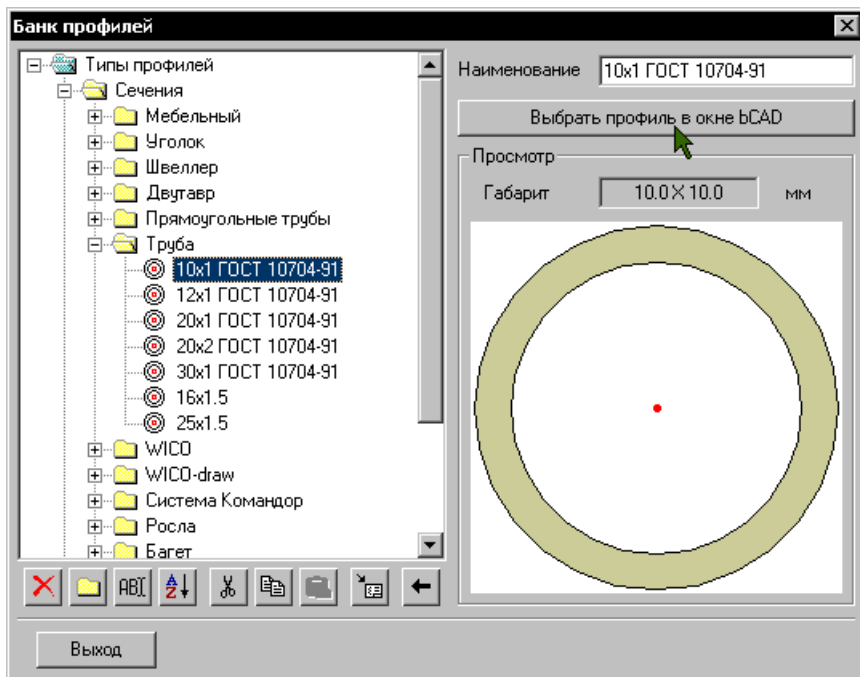 Банк профилей
Типы профилей
Сечения
Мебельный
Уголок
Швеллер
Двутавр
Прямоугольные трубы
Труба
10x1 ГОСТ 10704-91
12x1 ГОСТ 10704-91
20x1 ГОСТ 10704-91
20x2 ГОСТ 10704-91
30x1 ГОСТ 10704-91
16x1.5
25x1.5
WICO
WICO-draw
Система Командор
Росла
Багет
ABI
AZ
Выход
Наименование 10x1 ГОСТ 10704-91
Выбрать профиль в окне bCAD
Просмотр
Габарит 10.0 X 10.0 мм